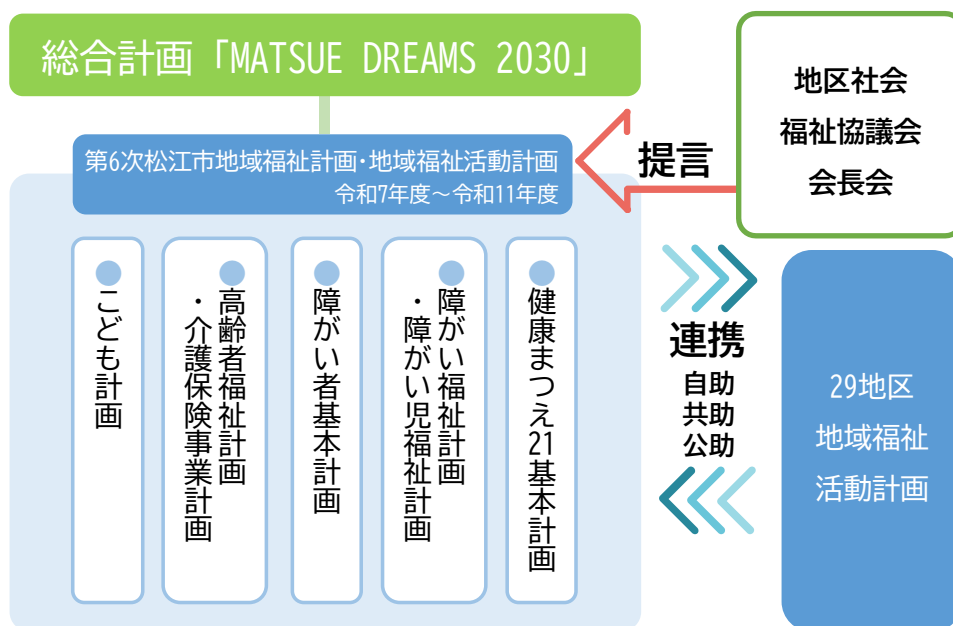 総合計画「MATSUE DREAMS 2030」
第6次松江市地域福祉計画・地域福祉活動計画
令和7年度～令和11年度
提言
地区社会
福祉協議会
会長会
こども計画
高齢者福祉計画
・介護保険事業計画
障がい者基本計画
障がい福祉計画
・障がい児福祉計画
健康まつえ21基本計画
連携
自助
共助
公助
29地区
地域福祉
活動計画